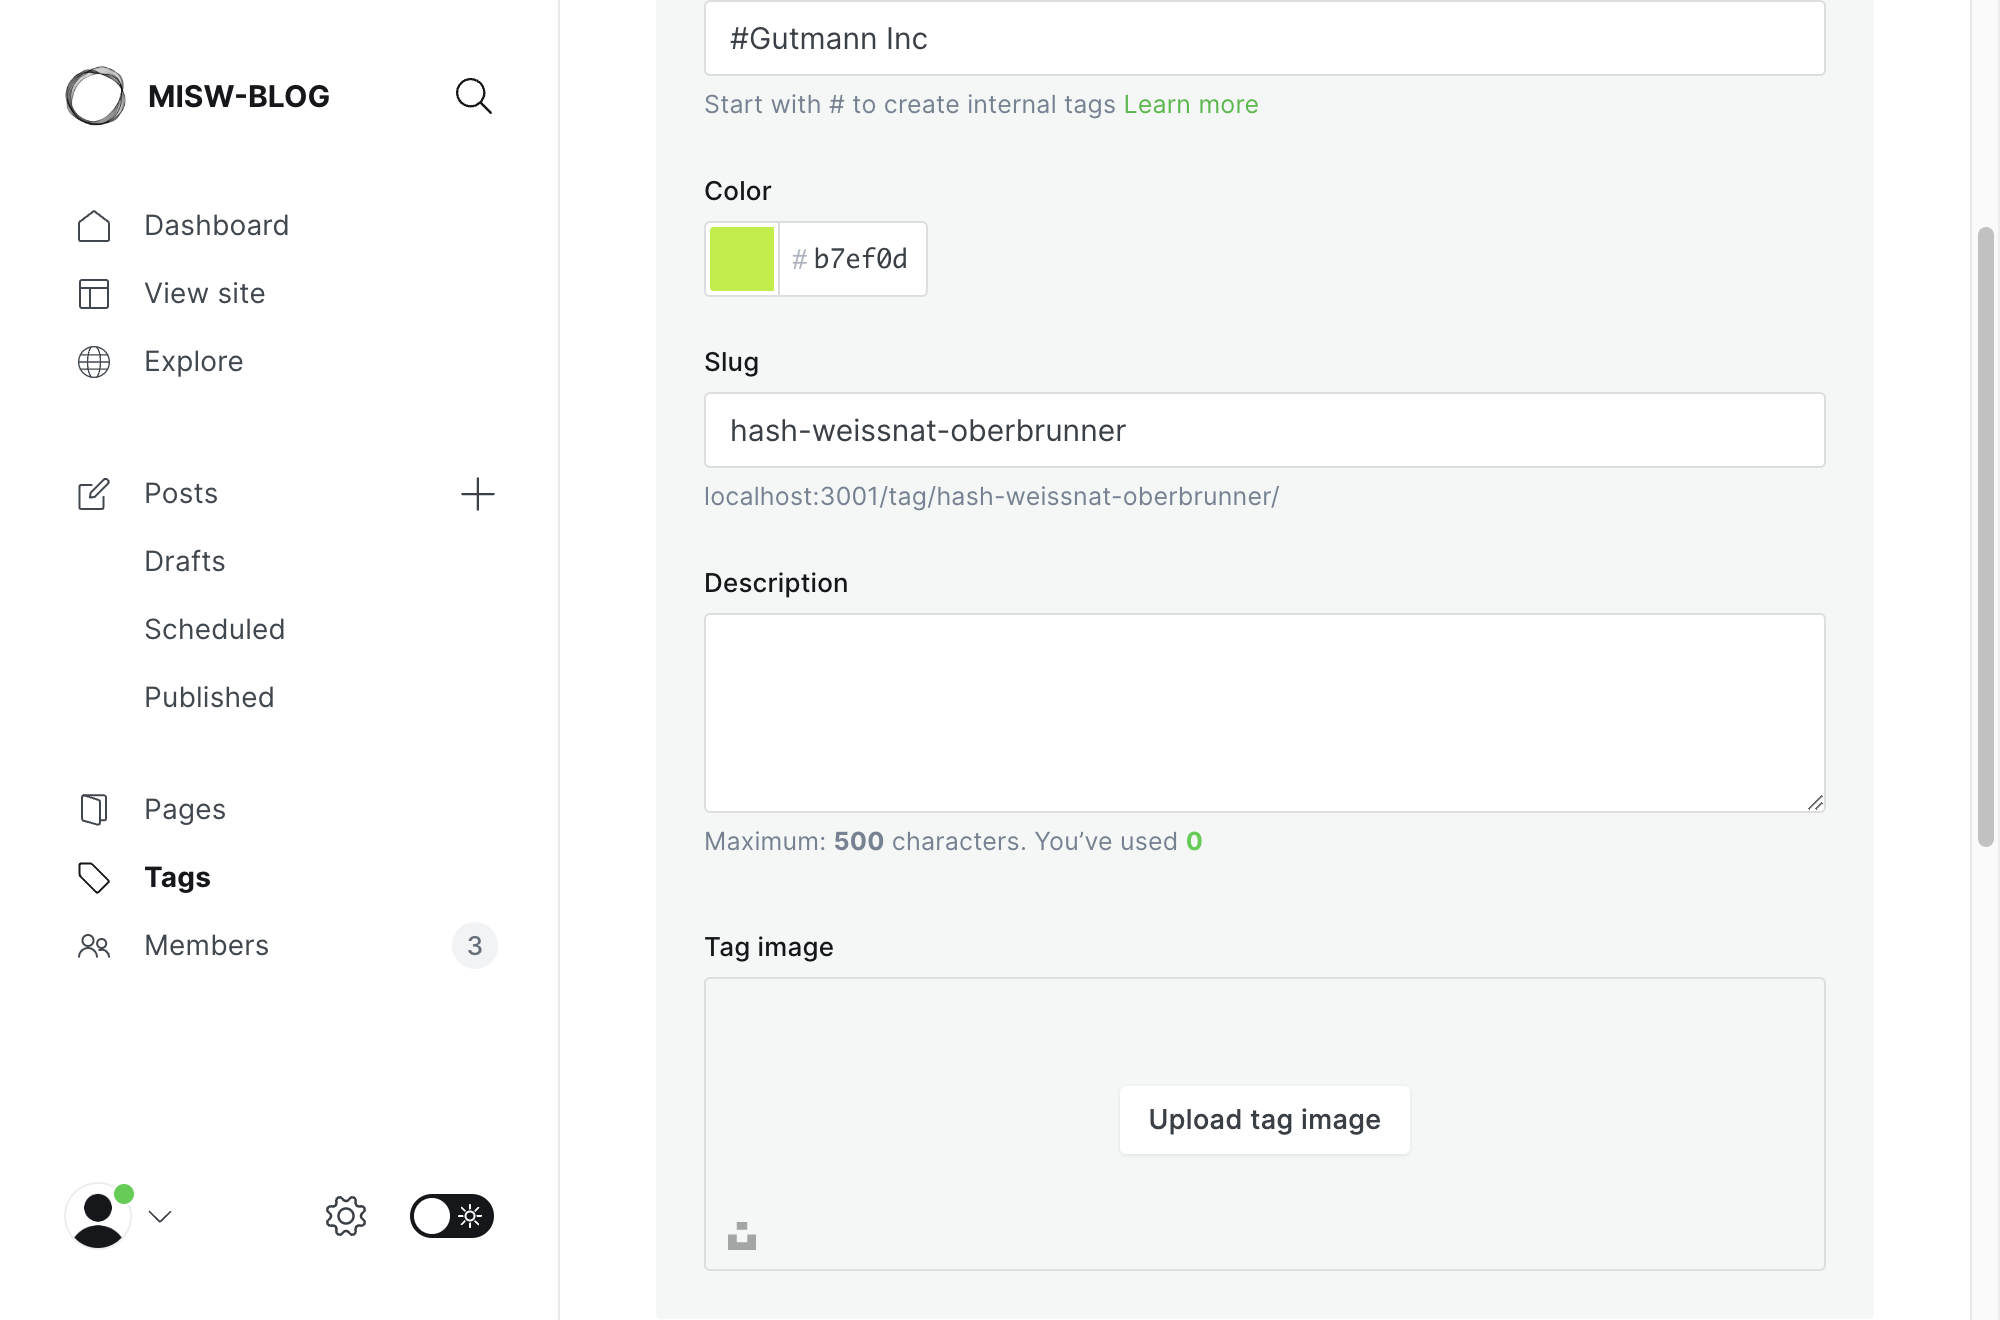 MISW-BLOG
Dashboard
View site
Explore
Posts
Drafts
Scheduled
Published
Pages
Tags
Members 3
#Gutmann Inc
Start with # to create internal tags Learn more
Color
# b7ef0d
Slug
hash-weissnat-oberbrunner
localhost:3001/tag/hash-weissnat-oberbrunner/
Description
Maximum: 500 characters. You’ve used 0
Tag image
Upload tag image